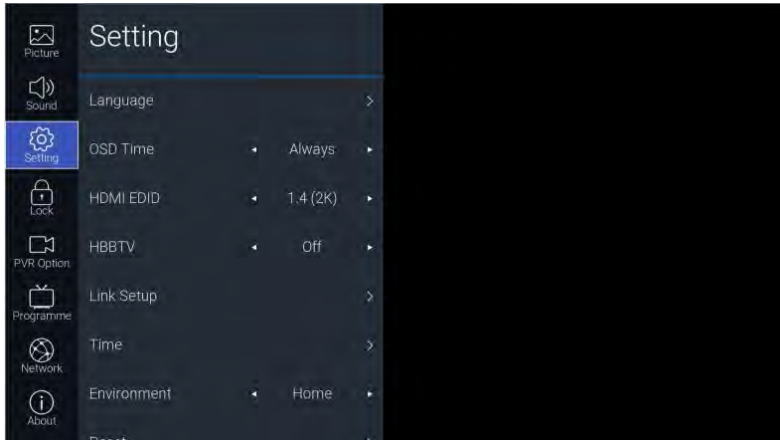 Picture
Sound
Setting
Lock
PVR Option
Programme
Network
About
Setting
Language
OSD Time Always
HDMI EDID 1.4 (2K)
HBBTV Off
Link Setup
Time
Environment Home